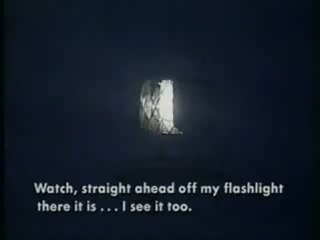 Watch, straight ahead off my flashlight
there it is . . . I see it too.